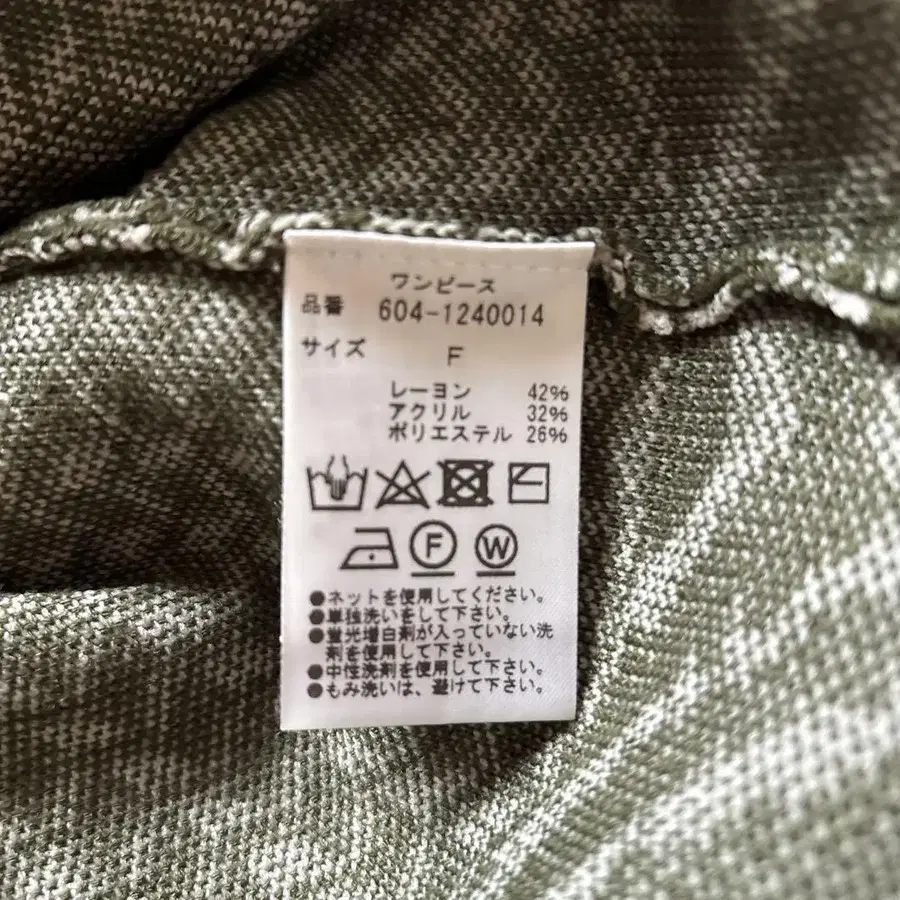 ワンピース
品番 604-1240014
サイズ F
レーヨン 42%
アクリル 32%
ポリエステル 26%
F W
●ネットを使用してください。
●単独洗いをして下さい。
●蛍光増白剤が入っていない洗
剤を使用して下さい。
●中性洗剤を使用して下さい。
●もみ洗いは、避けて下さい。